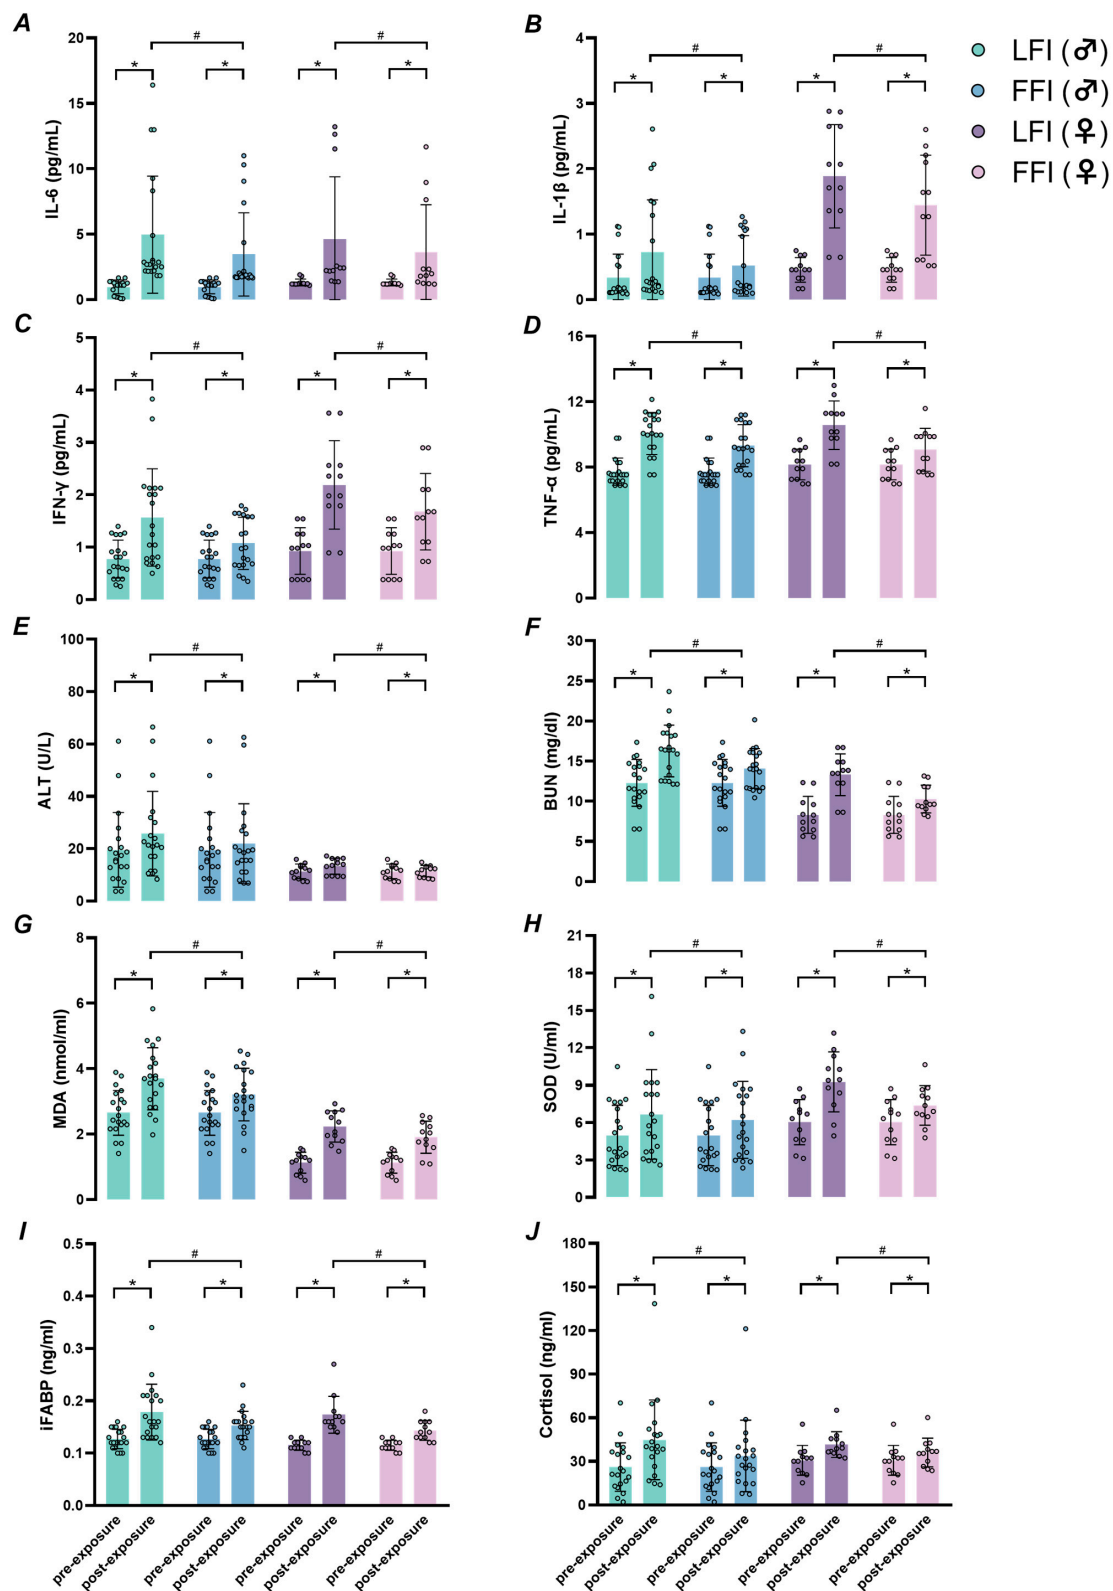 A
B
LFI (♂)
FFI (♂)
LFI (♀)
FFI (♀)
IL-6 (pg/mL)
20
15
10
5
0
# #
* * * *
IL-1β (pg/mL)
4
3
2
1
0
# #
* * * *
C
IFN-γ (pg/mL)
5
4
3
2
1
0
# #
* * * *
D
TNF-α (pg/mL)
16
12
8
4
0
# #
* * * *
E
ALT (U/L)
100
80
60
40
20
0
# #
* * * *
F
BUN (mg/dl)
30
25
20
15
10
5
0
# #
* * * *
G
MDA (nmol/ml)
8
6
4
2
0
# #
* * * *
H
SOD (U/ml)
21
18
15
12
9
6
3
0
# #
* * * *
I
iFABP (ng/ml)
0.5
0.4
0.3
0.2
0.1
0.0
# #
* * * *
pre-exposure
post-exposure
pre-exposure
post-exposure
pre-exposure
post-exposure
pre-exposure
post-exposure
J
Cortisol (ng/ml)
180
150
120
90
60
30
0
# #
* * * *
pre-exposure
post-exposure
pre-exposure
post-exposure
pre-exposure
post-exposure
pre-exposure
post-exposure